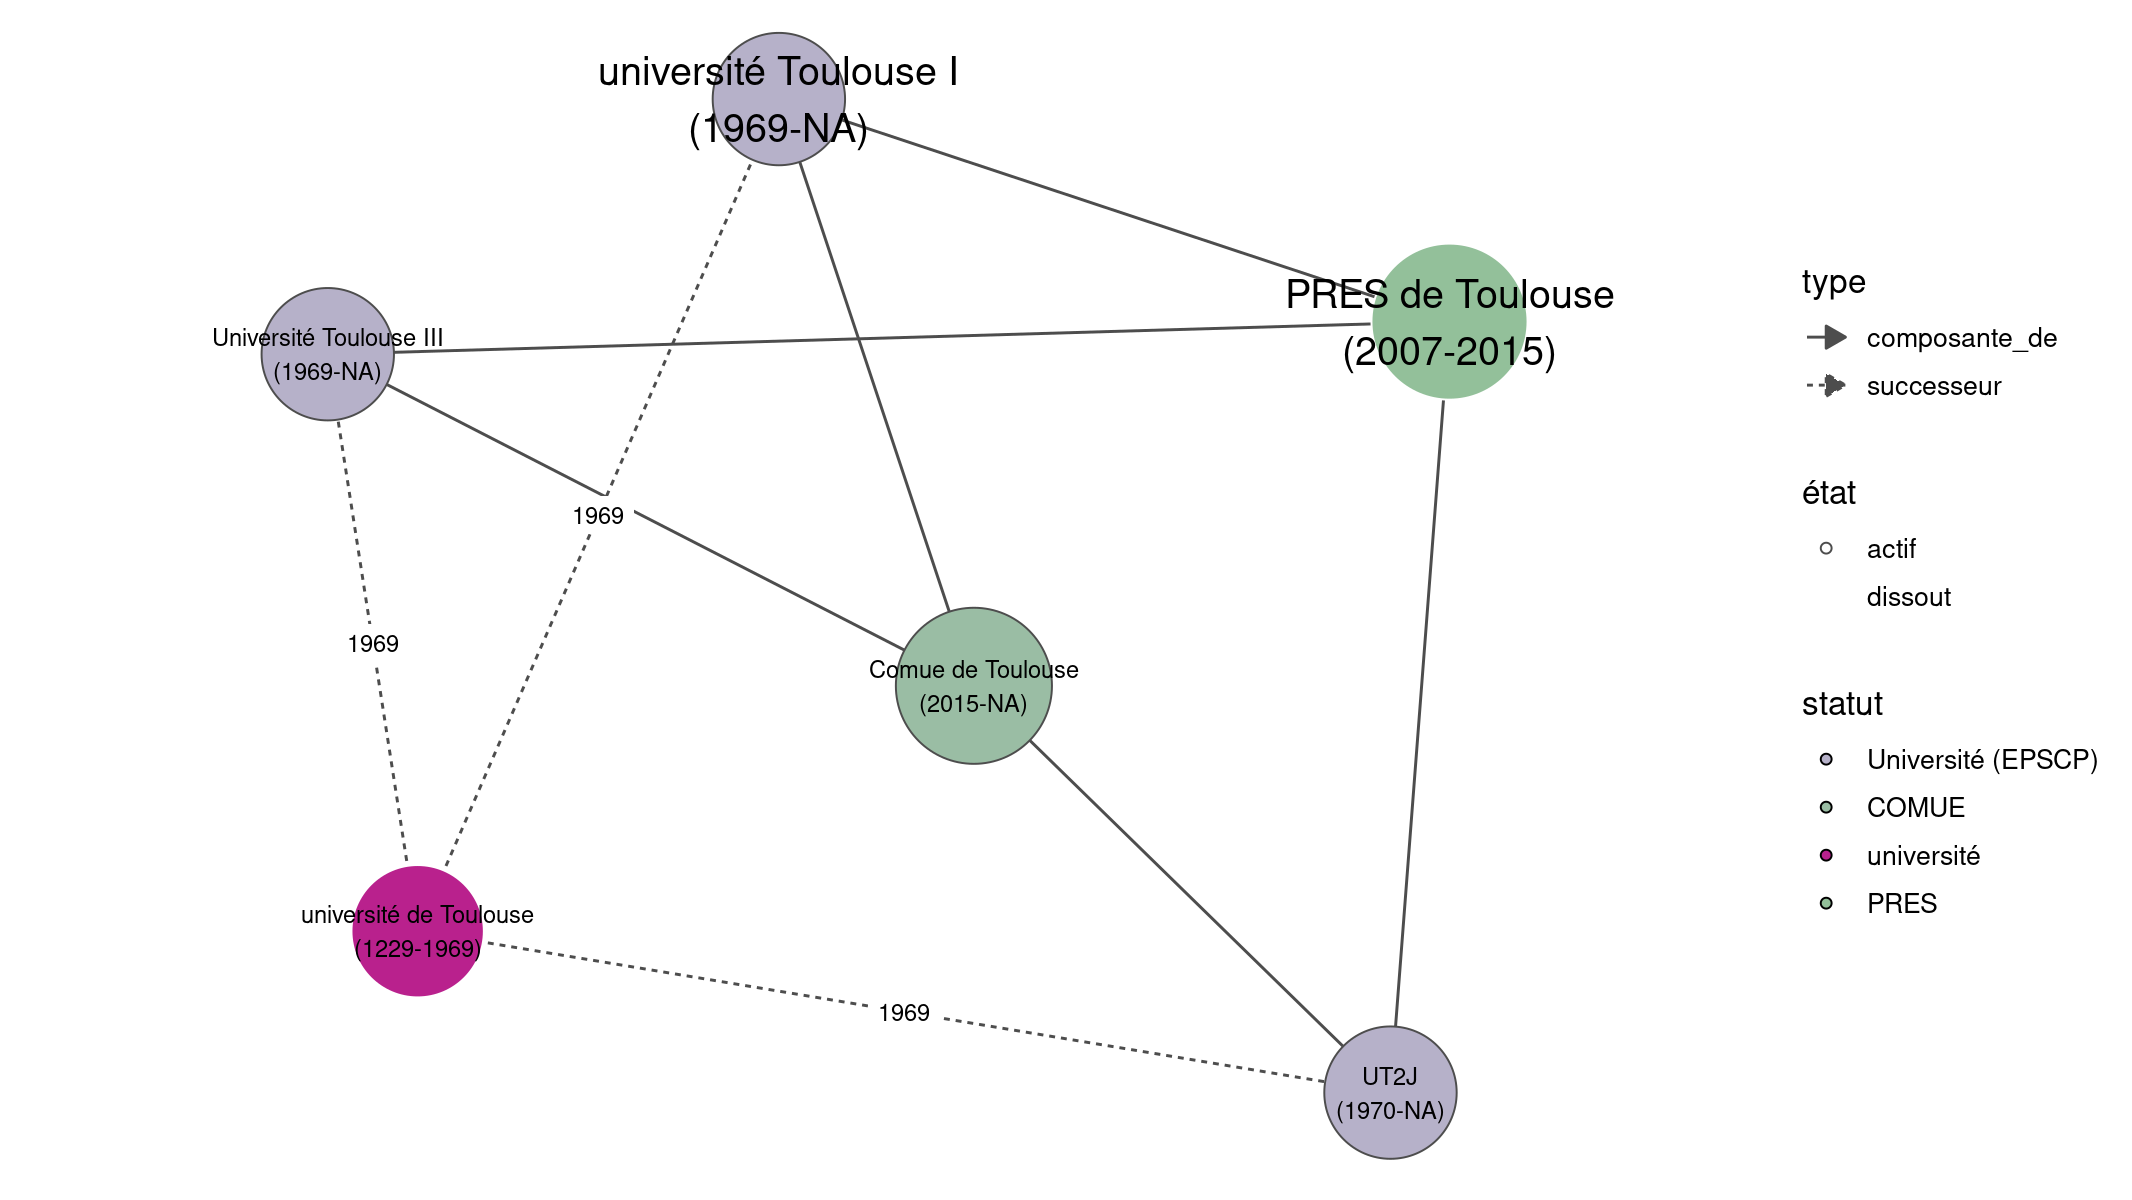 université Toulouse I
(1969-NA)
PRES de Toulouse
(2007-2015)
Université Toulouse III
(1969-NA)
1969
1969
Comue de Toulouse
(2015-NA)
université de Toulouse
(1229-1969)
1969
UT2J
(1970-NA)
type
composante_de
successeur
état
actif
dissout
statut
Université (EPSCP)
COMUE
université
PRES